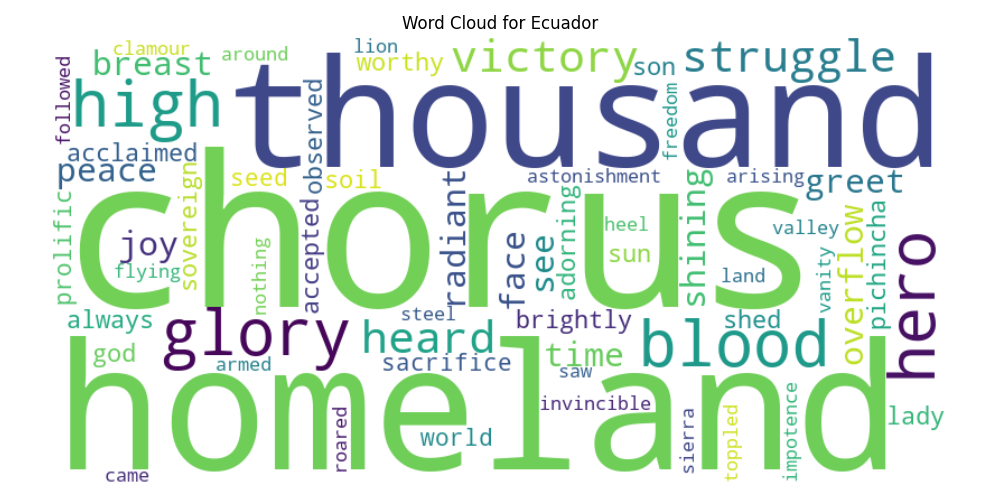 Word Cloud for Ecuador
clamour
around
lion
breast
worthy
victory
son
struggle
followed
high
thousand
observed
freedom
acclaimed
peace
sovereign
seed
soil
accepted
radiant
astonishment
arising
greet
shining
prolific
joy
flying
nothing
chorus
face
see
adorning
heel
sun
valley
land
vanity
overflow
pichincha
hero
always
glory
steel
heard
brightly
shed
blood
god
armed
sacrifice
time
saw
homeland
invincible
roared
world
sierra
toppled
impotence
lady
came